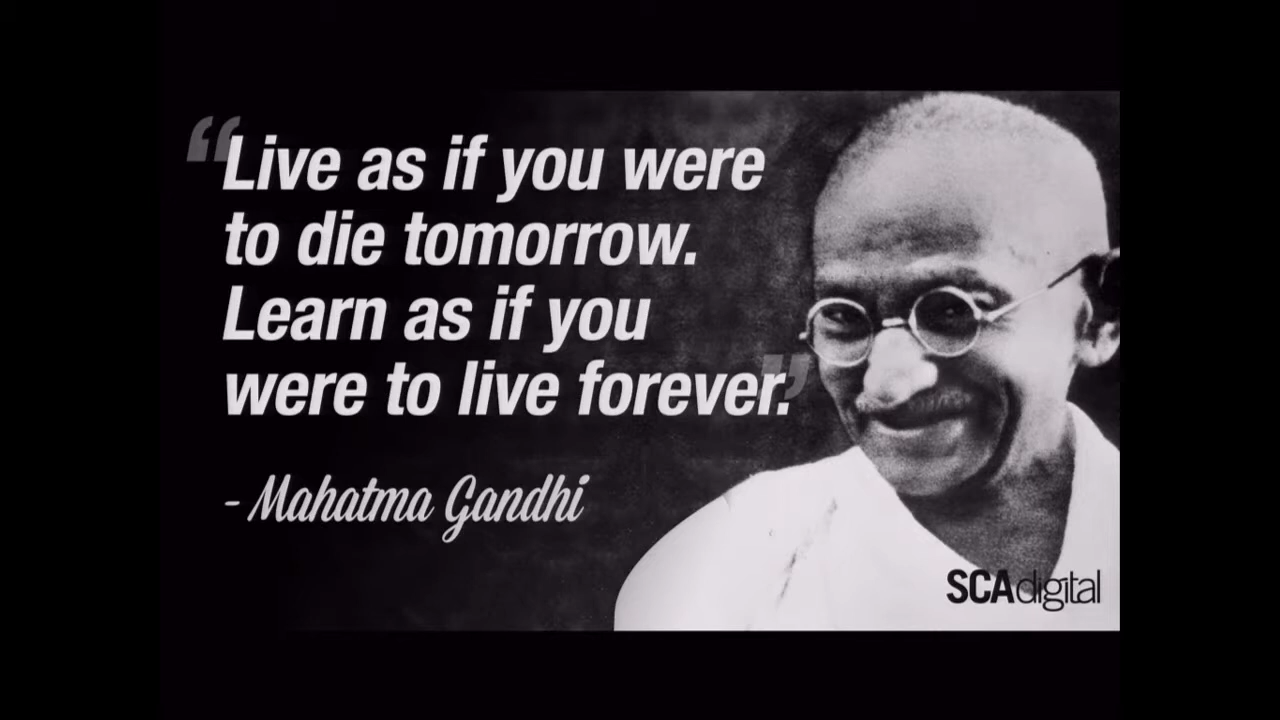 “Live as if you were
to die tomorrow.
Learn as if you
were to live forever.”
- Mahatma Gandhi
SCAdigital